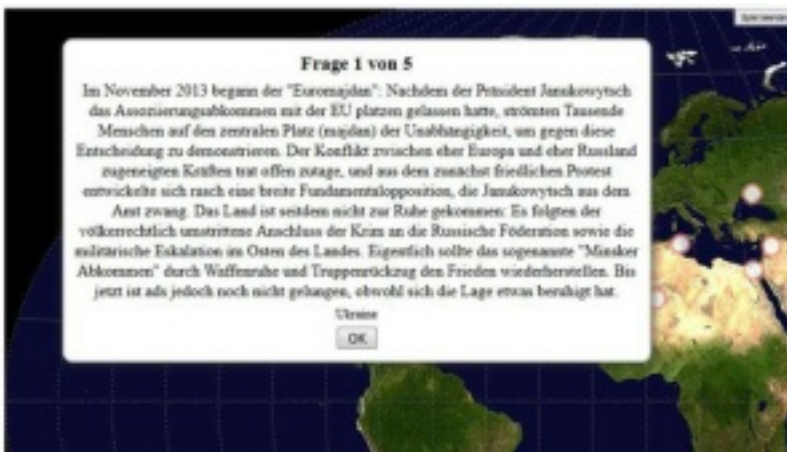 Frage 1 von 5
Im November 2013 begann der "Euromajdan": Nachdem der Präsident Janukowytsch
das Assoziierungsabkommen mit der EU platzen gelassen hatte, strömten Tausende
Menschen auf den zentralen Platz (majdan) der Unabhängigkeit, um gegen diese
Entscheidung zu demonstrieren. Der Konflikt zwischen eher Europa und eher Russland
zugeneigten Kräften trat offen zutage, und aus dem zunächst friedlichen Protest
entwickelte sich rasch eine breite Fundamentalopposition, die Janukowytsch aus dem
Amt zwang. Das Land ist seitdem nicht zur Ruhe gekommen: Es folgten der
völkerrechtlich umstrittene Anschluss der Krim an die Russische Föderation sowie die
militärische Eskalation im Osten des Landes. Eigentlich sollte das sogenannte "Minsker
Abkommen" durch Waffenruhe und Truppenrückzug den Frieden wiederherstellen. Bis
jetzt ist ads jedoch noch nicht gelungen, obwohl sich die Lage etwas beruhigt hat.
Ukraine
OK